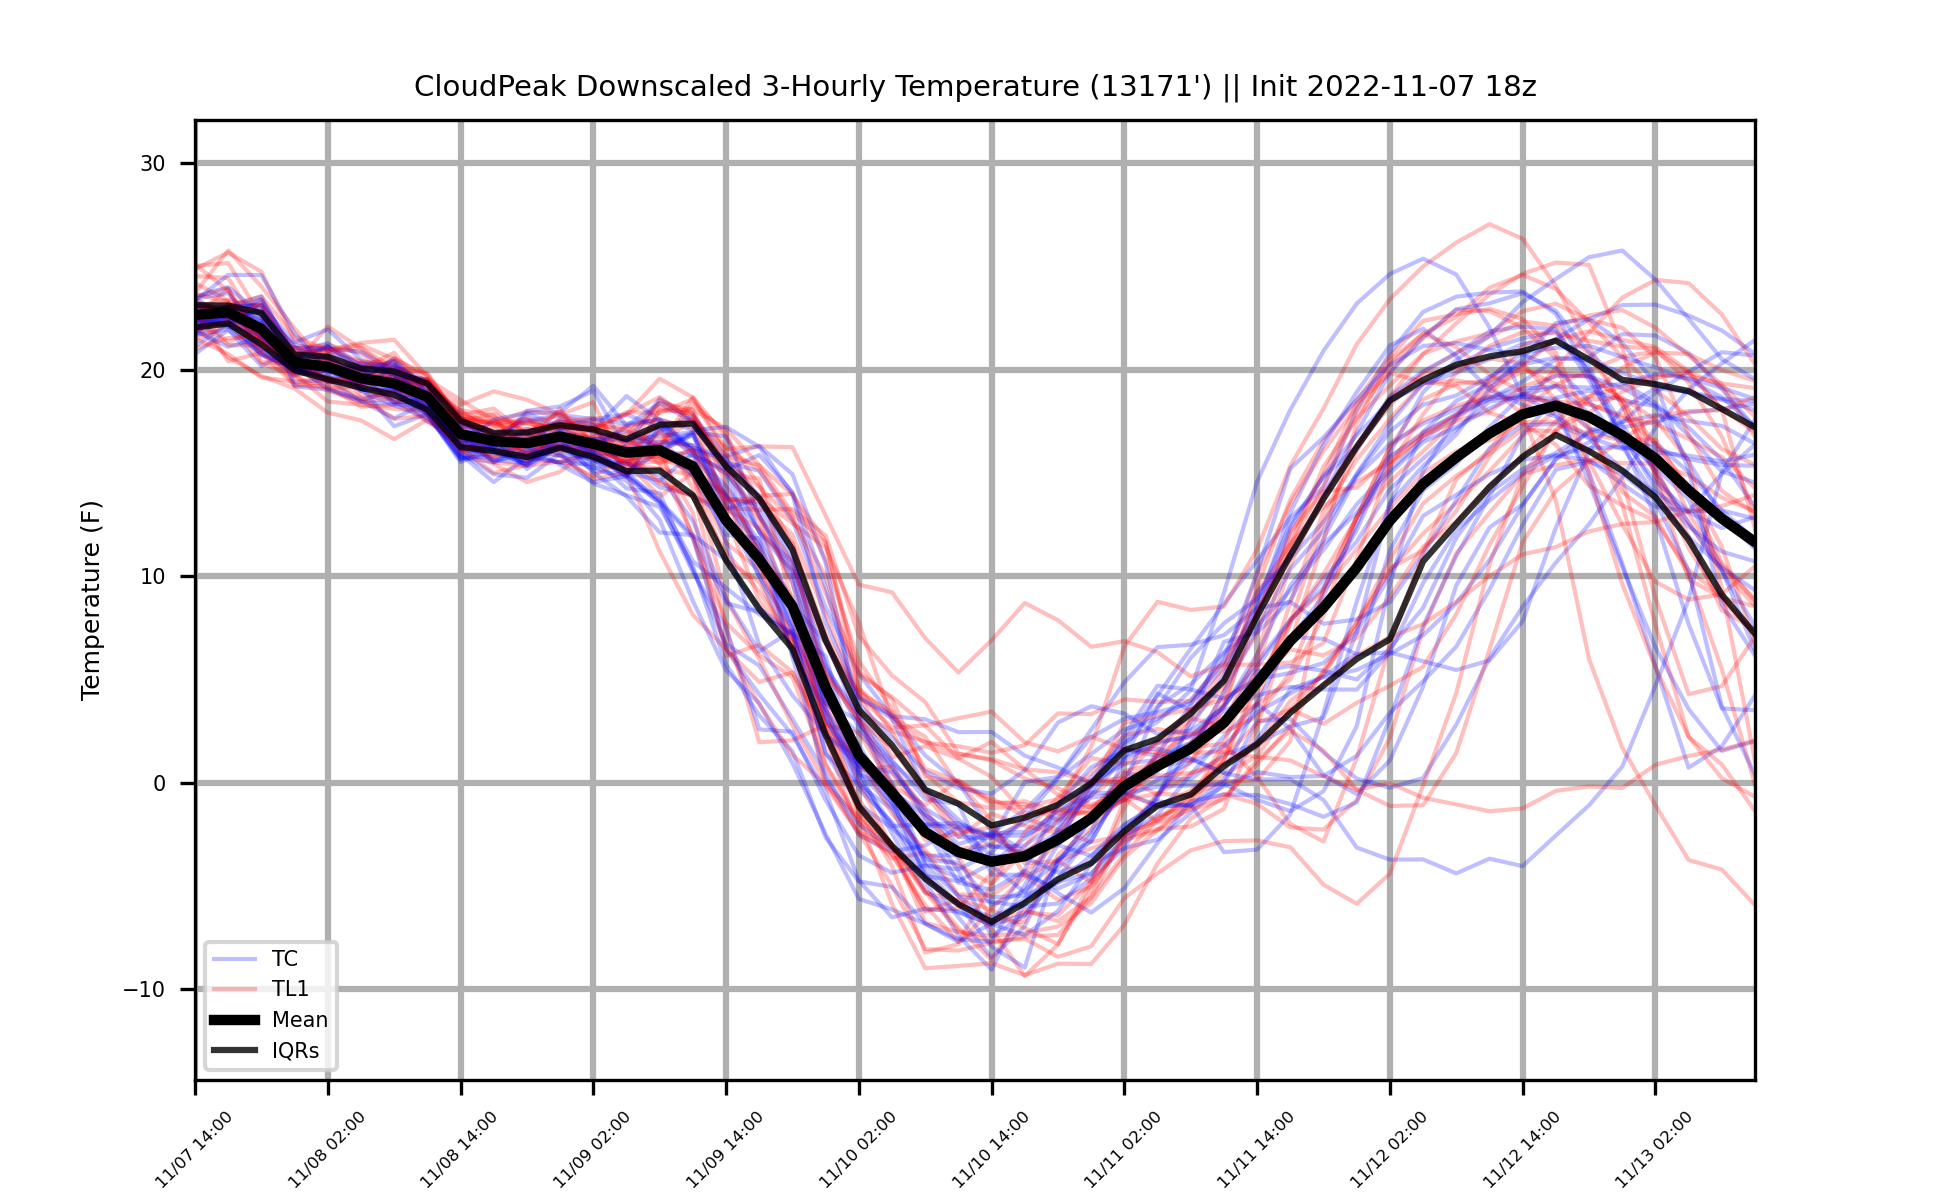 CloudPeak Downscaled 3-Hourly Temperature (13171') || Init 2022-11-07 18z
Temperature (F)
30
20
10
0
−10
TC
TL1
Mean
IQRs
11/07 14:00
11/08 02:00
11/08 14:00
11/09 02:00
11/09 14:00
11/10 02:00
11/10 14:00
11/11 02:00
11/11 14:00
11/12 02:00
11/12 14:00
11/13 02:00